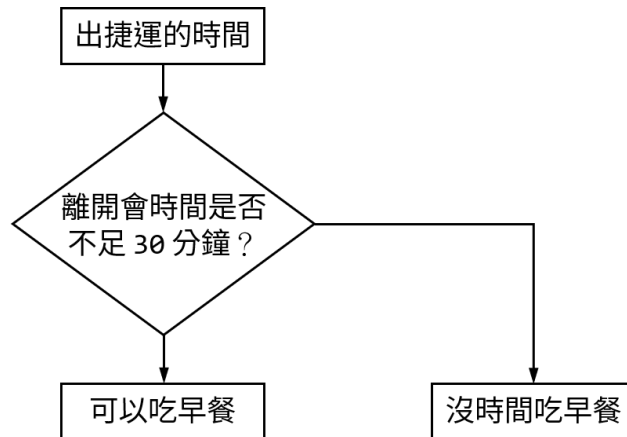 出捷運的時間
離開會時間是否
不足 30 分鐘？
可以吃早餐
沒時間吃早餐